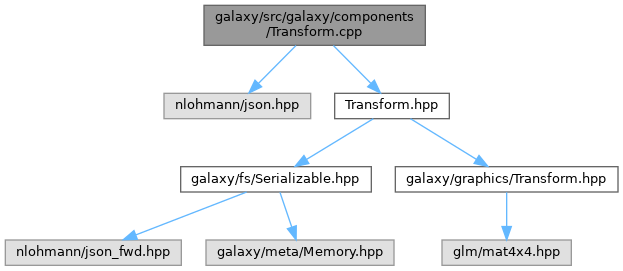 galaxy/src/galaxy/components
/Transform.cpp
nlohmann/json.hpp
Transform.hpp
galaxy/fs/Serializable.hpp
galaxy/graphics/Transform.hpp
nlohmann/json_fwd.hpp
galaxy/meta/Memory.hpp
glm/mat4x4.hpp